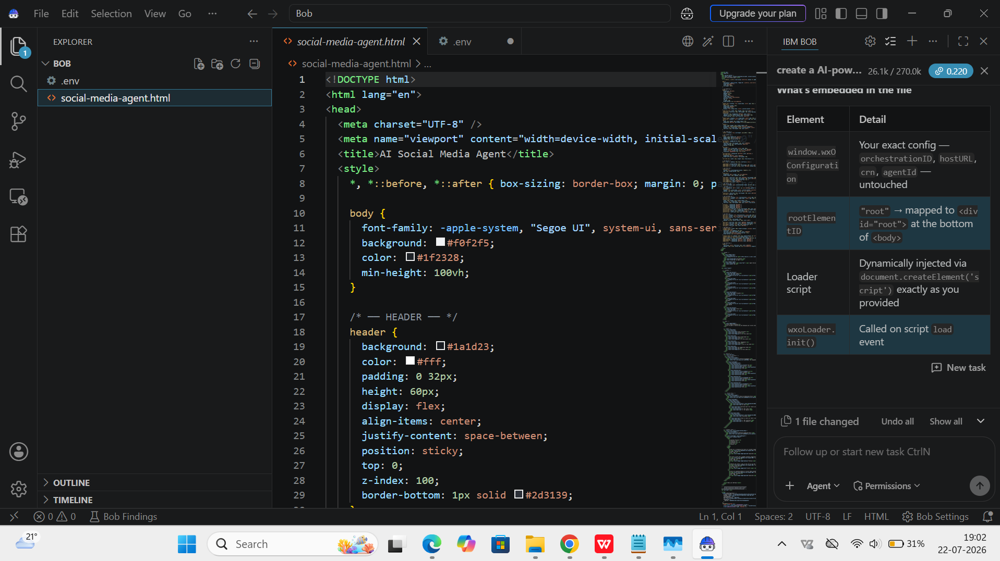 File Edit Selection View Go ··· Bob Upgrade your plan
EXPLORER
BOB
.env
social-media-agent.html
OUTLINE
TIMELINE
1
social-media-agent.html
.env
social-media-agent.html > ...
1 <!DOCTYPE html>
2 <html lang="en">
3 <head>
4 <meta charset="UTF-8" />
5 <meta name="viewport" content="width=device-width, initial-scale
6 <title>AI Social Media Agent</title>
7 <style>
8 *, *::before, *::after { box-sizing: border-box; margin: 0; p
9
10 body {
11 font-family: -apple-system, "Segoe UI", system-ui, sans-ser
12 background: #f0f2f5;
13 color: #1f2328;
14 min-height: 100vh;
15 }
16
17 /* ── HEADER ── */
18 header {
19 background: #1a1d23;
20 color: #fff;
21 padding: 0 32px;
22 height: 60px;
23 display: flex;
24 align-items: center;
25 justify-content: space-between;
26 position: sticky;
27 top: 0;
28 z-index: 100;
29 border-bottom: 1px solid #2d3139;
IBM BOB
create a AI-pow... 26.1k / 270.0k 0.220
What's embedded in the file
Element Detail
window.wxO
Configurati
on
Your exact config —
orchestrationID, hostURL,
crn, agentId —
untouched
rootElemen
tID
"root" → mapped to <div
id="root"> at the bottom
of <body>
Loader
script
Dynamically injected via
document.createElement('s
cript') exactly as you
provided
wxoLoader.
init()
Called on script load
event
New task
1 file changed Undo all Show all
Follow up or start new task CtrlN
Agent Permissions
0 0 Bob Findings Ln 1, Col 1 Spaces: 2 UTF-8 LF HTML Bob Settings
21° Search 31% 19:02
22-07-2026